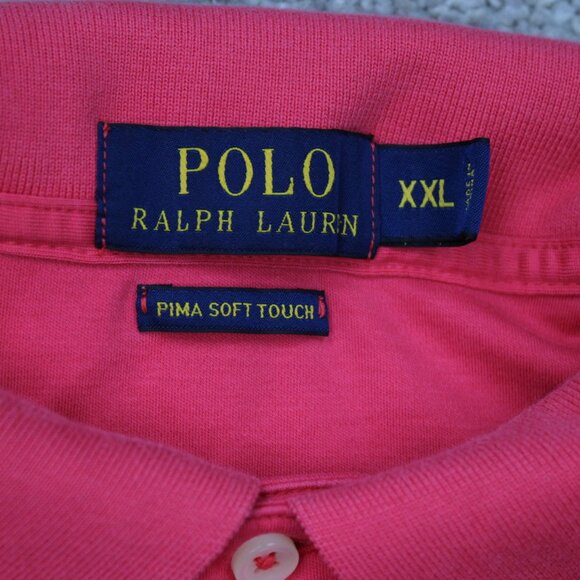 POLO
RALPH LAUREN
XXL
PIMA SOFT TOUCH